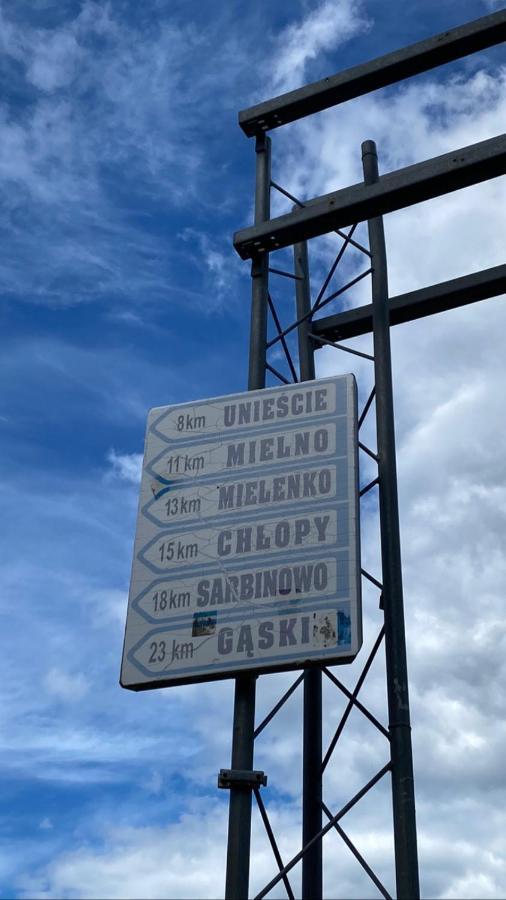 8km UNIEŚCIE
11km MIELNO
13km MIELENKO
15km CHŁOPY
18km SARBINOWO
23 km GĄSKI